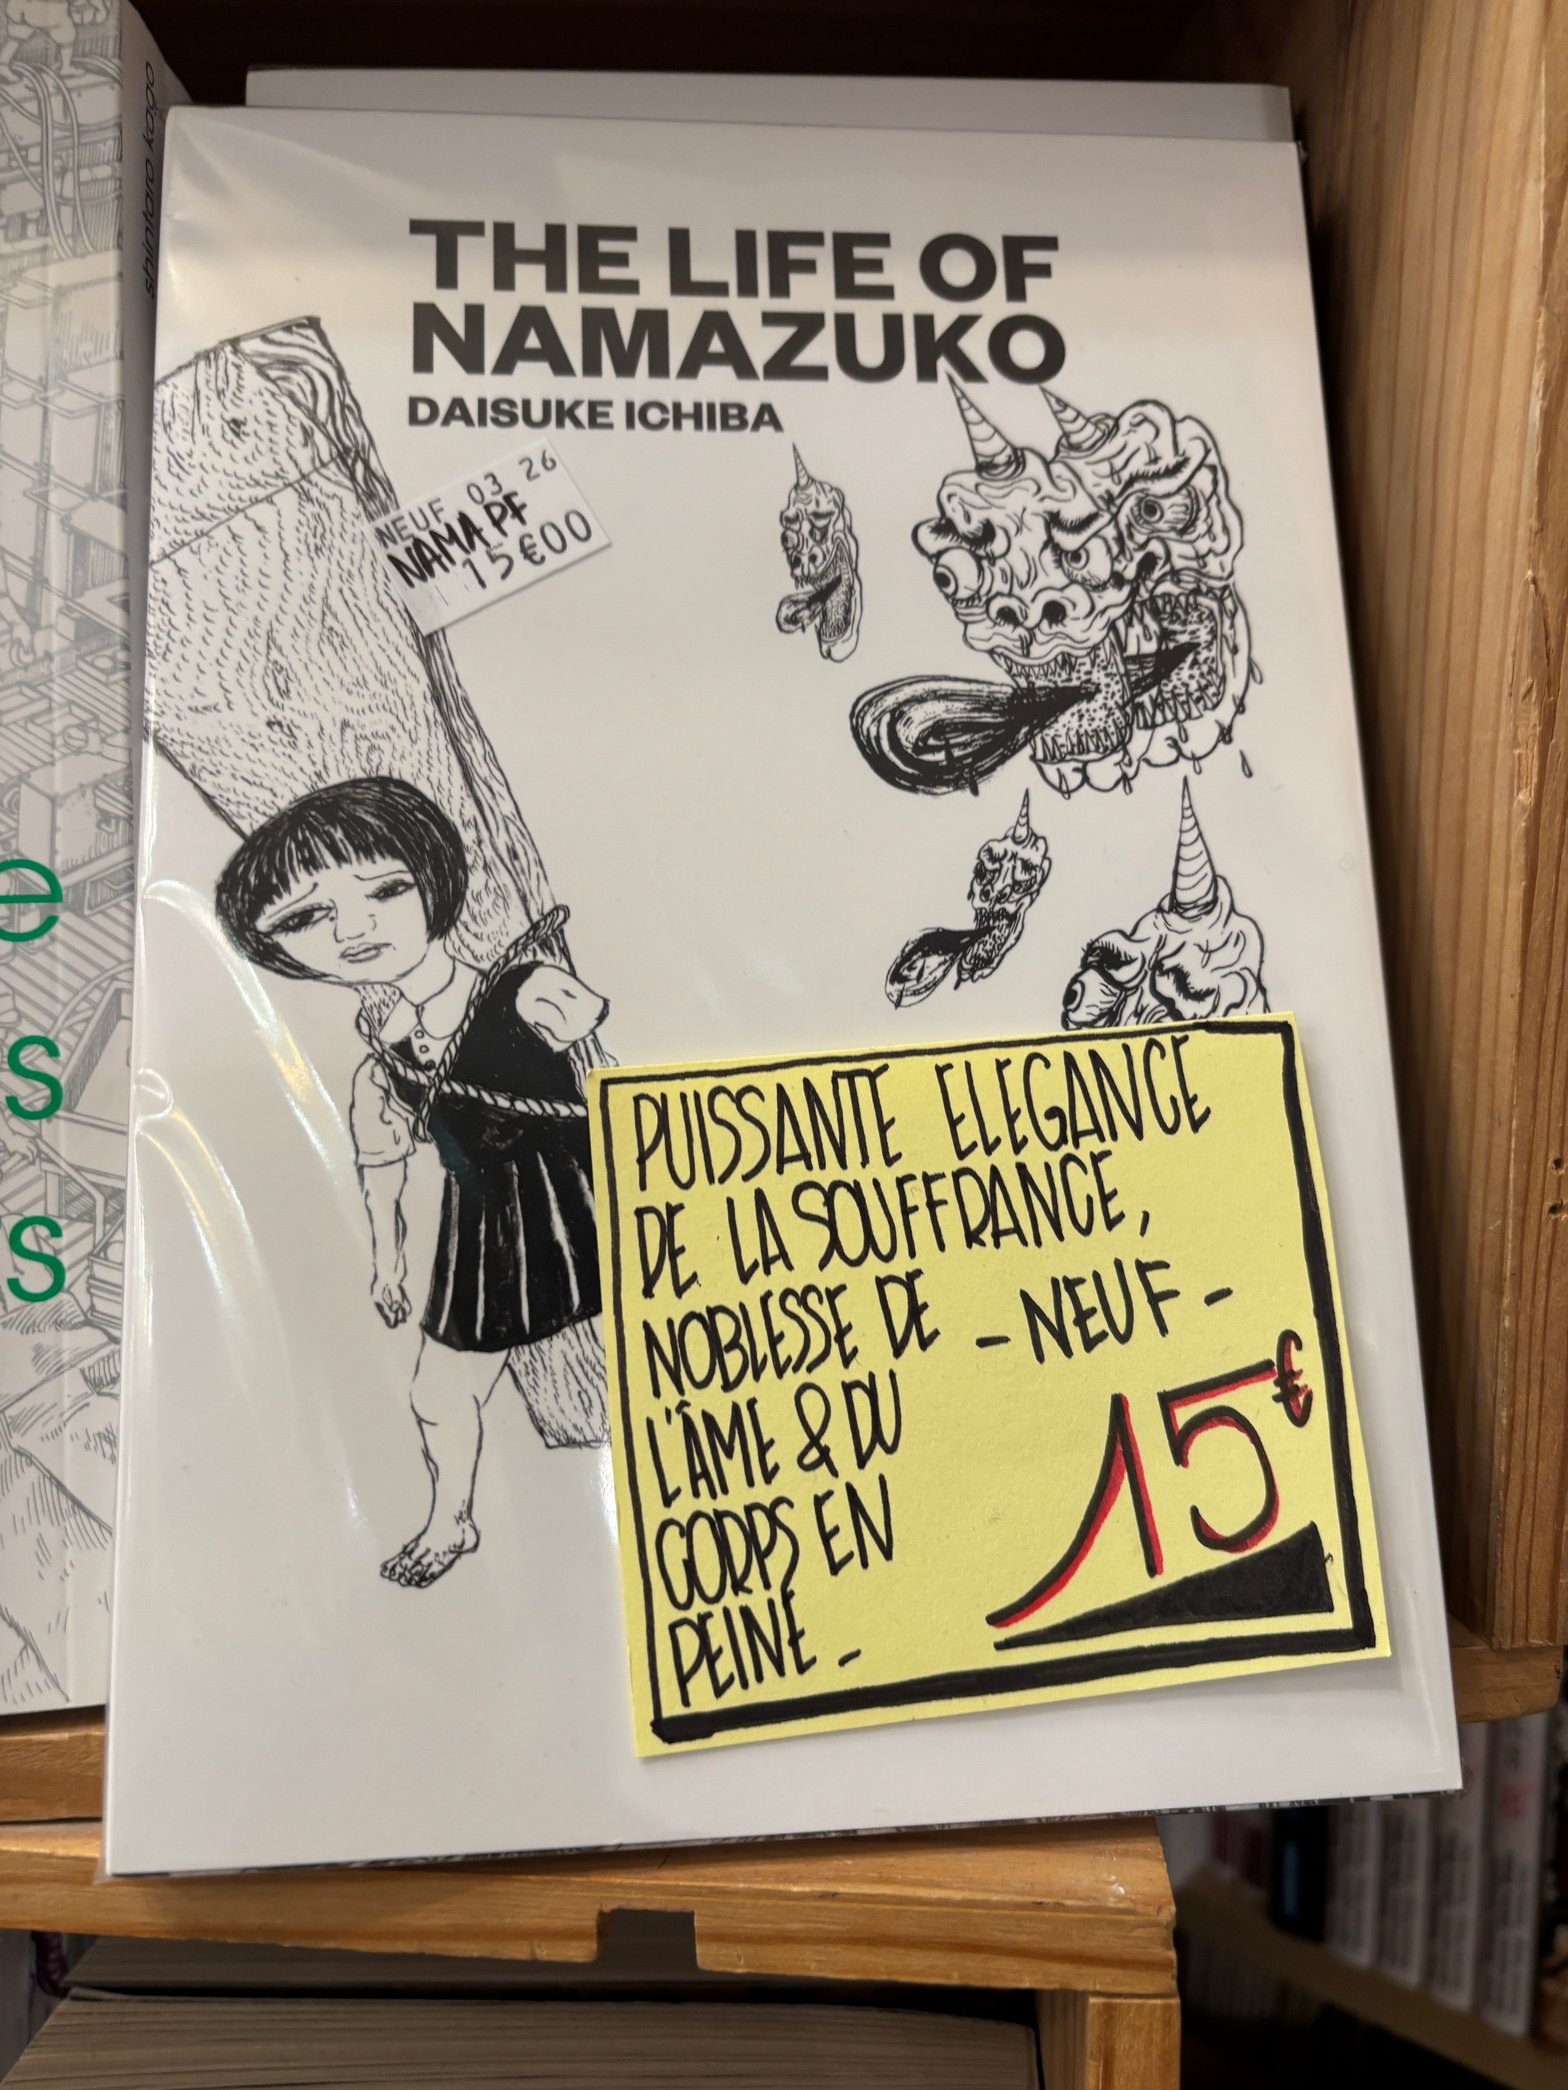 shintaro kago
THE LIFE OF
NAMAZUKO
DAISUKE ICHIBA
NEUF 03 26
NAMA PF
15€00
e
s
s
PUISSANTE ELEGANCE
DE LA SOUFFRANCE,
NOBLESSE DE - NEUF -
L'ÂME & DU
CORPS EN
PEINE -
15€